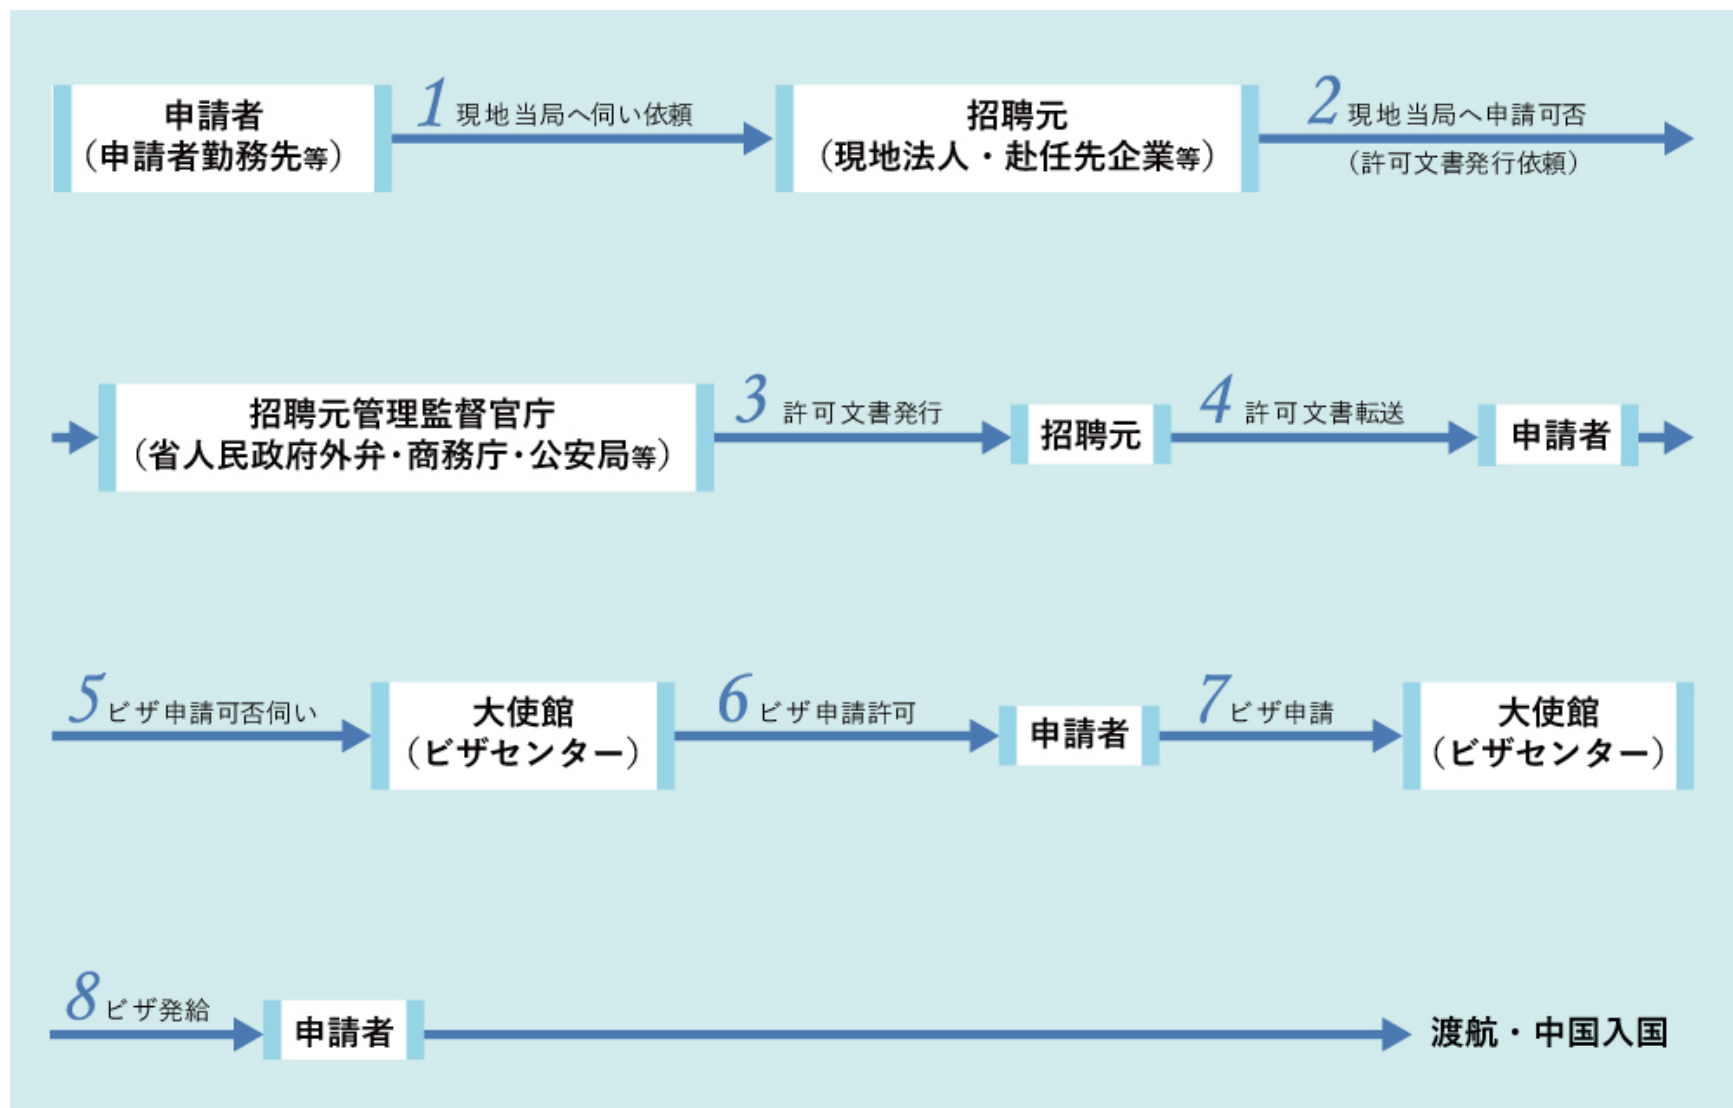 申請者
（申請者勤務先等）
1 現地当局へ伺い依頼
招聘元
（現地法人・赴任先企業等）
2 現地当局へ申請可否
（許可文書発行依頼）
招聘元管理監督官庁
（省人民政府外弁・商務庁・公安局等）
3 許可文書発行
招聘元
4 許可文書転送
申請者
5 ビザ申請可否伺い
大使館
（ビザセンター）
6 ビザ申請許可
申請者
7 ビザ申請
大使館
（ビザセンター）
8 ビザ発給
申請者
渡航・中国入国